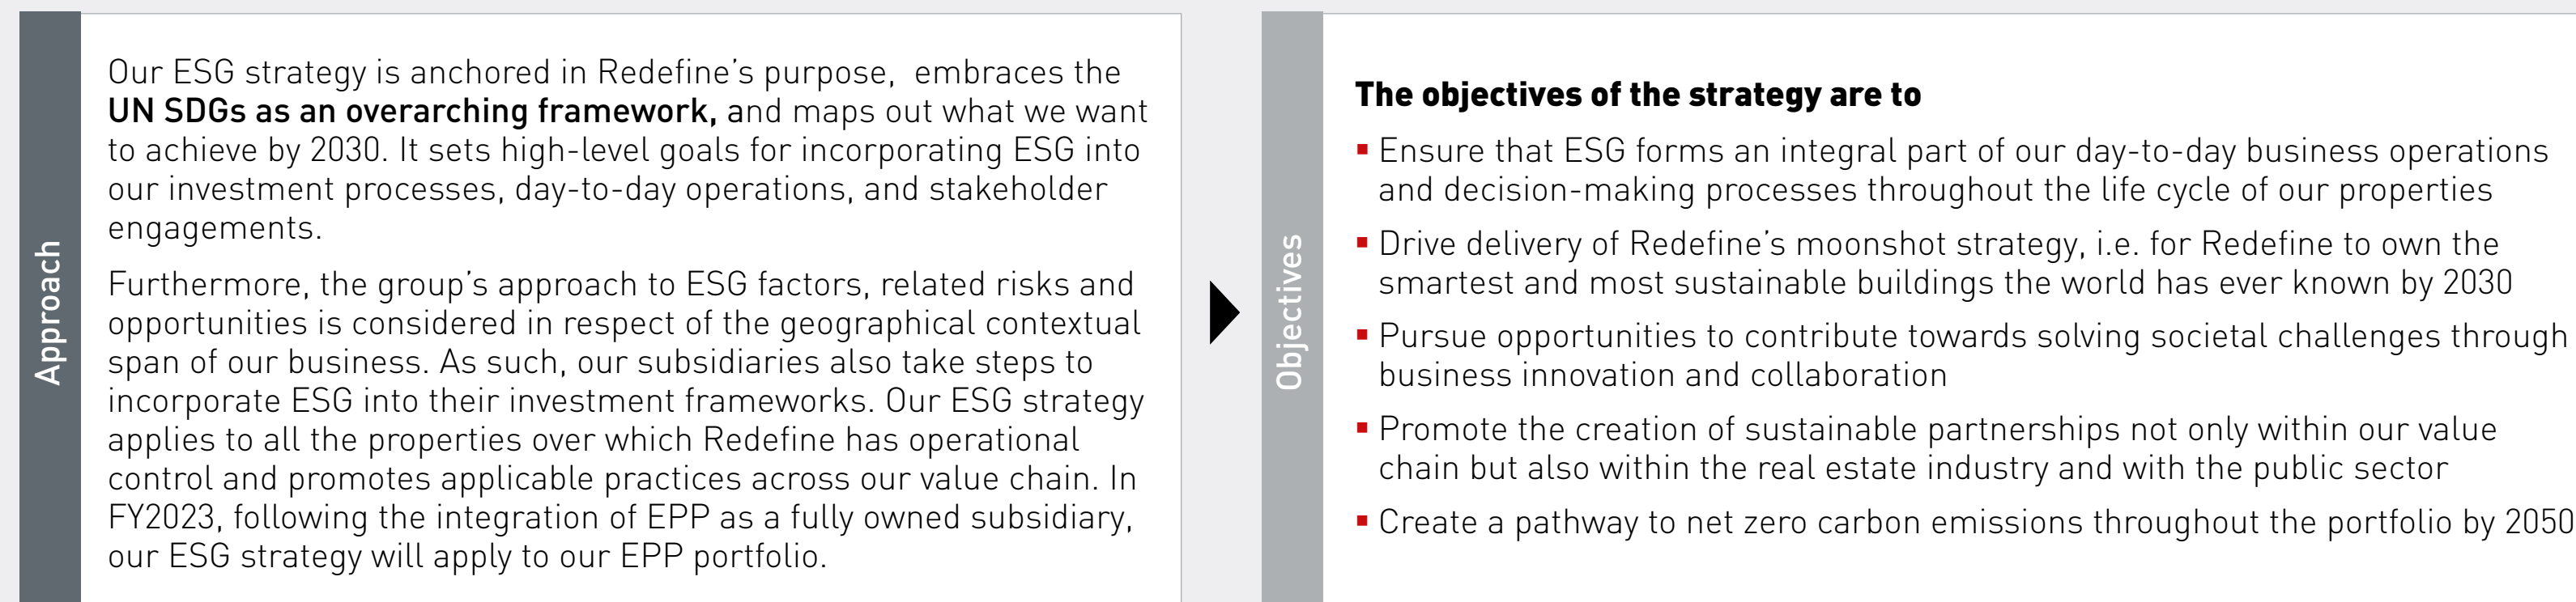 Approach
Our ESG strategy is anchored in Redefine’s purpose,  embraces the
UN SDGs as an overarching framework, and maps out what we want
to achieve by 2030. It sets high-level goals for incorporating ESG into
our investment processes, day-to-day operations, and stakeholder
engagements.
Furthermore, the group’s approach to ESG factors, related risks and
opportunities is considered in respect of the geographical contextual
span of our business. As such, our subsidiaries also take steps to
incorporate ESG into their investment frameworks. Our ESG strategy
applies to all the properties over which Redefine has operational
control and promotes applicable practices across our value chain. In
FY2023, following the integration of EPP as a fully owned subsidiary,
our ESG strategy will apply to our EPP portfolio.
Objectives
The objectives of the strategy are to
▪ Ensure that ESG forms an integral part of our day-to-day business operations
and decision-making processes throughout the life cycle of our properties
▪ Drive delivery of Redefine’s moonshot strategy, i.e. for Redefine to own the
smartest and most sustainable buildings the world has ever known by 2030
▪ Pursue opportunities to contribute towards solving societal challenges through
business innovation and collaboration
▪ Promote the creation of sustainable partnerships not only within our value
chain but also within the real estate industry and with the public sector
▪ Create a pathway to net zero carbon emissions throughout the portfolio by 2050